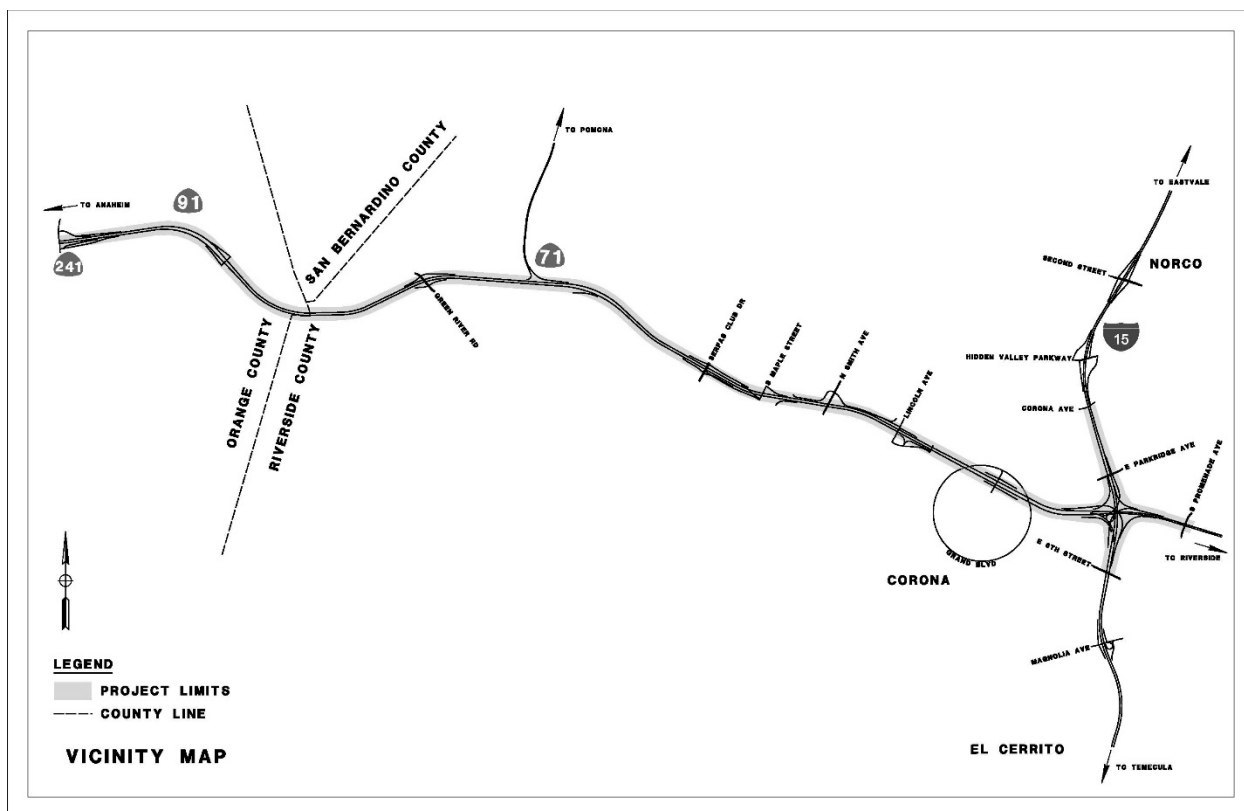 TO POMONA
SAN BERNARDINO COUNTY
TO EASTVALE
91
TO ANAHEIM
241
71
SECOND STREET
NORCO
GREEN RIVER RD
15
ORANGE COUNTY
RIVERSIDE COUNTY
SERFAS CLUB DR
S MAPLE STREET
N SMITH AVE
LINCOLN AVE
HIDDEN VALLEY PARKWAY
CORONA AVE
E PARKRIDGE AVE
S PROMENADE AVE
TO RIVERSIDE
GRAND BLVD
E 6TH STREET
CORONA
MAGNOLIA AVE
LEGEND
PROJECT LIMITS
COUNTY LINE
VICINITY MAP
EL CERRITO
TO TEMECULA